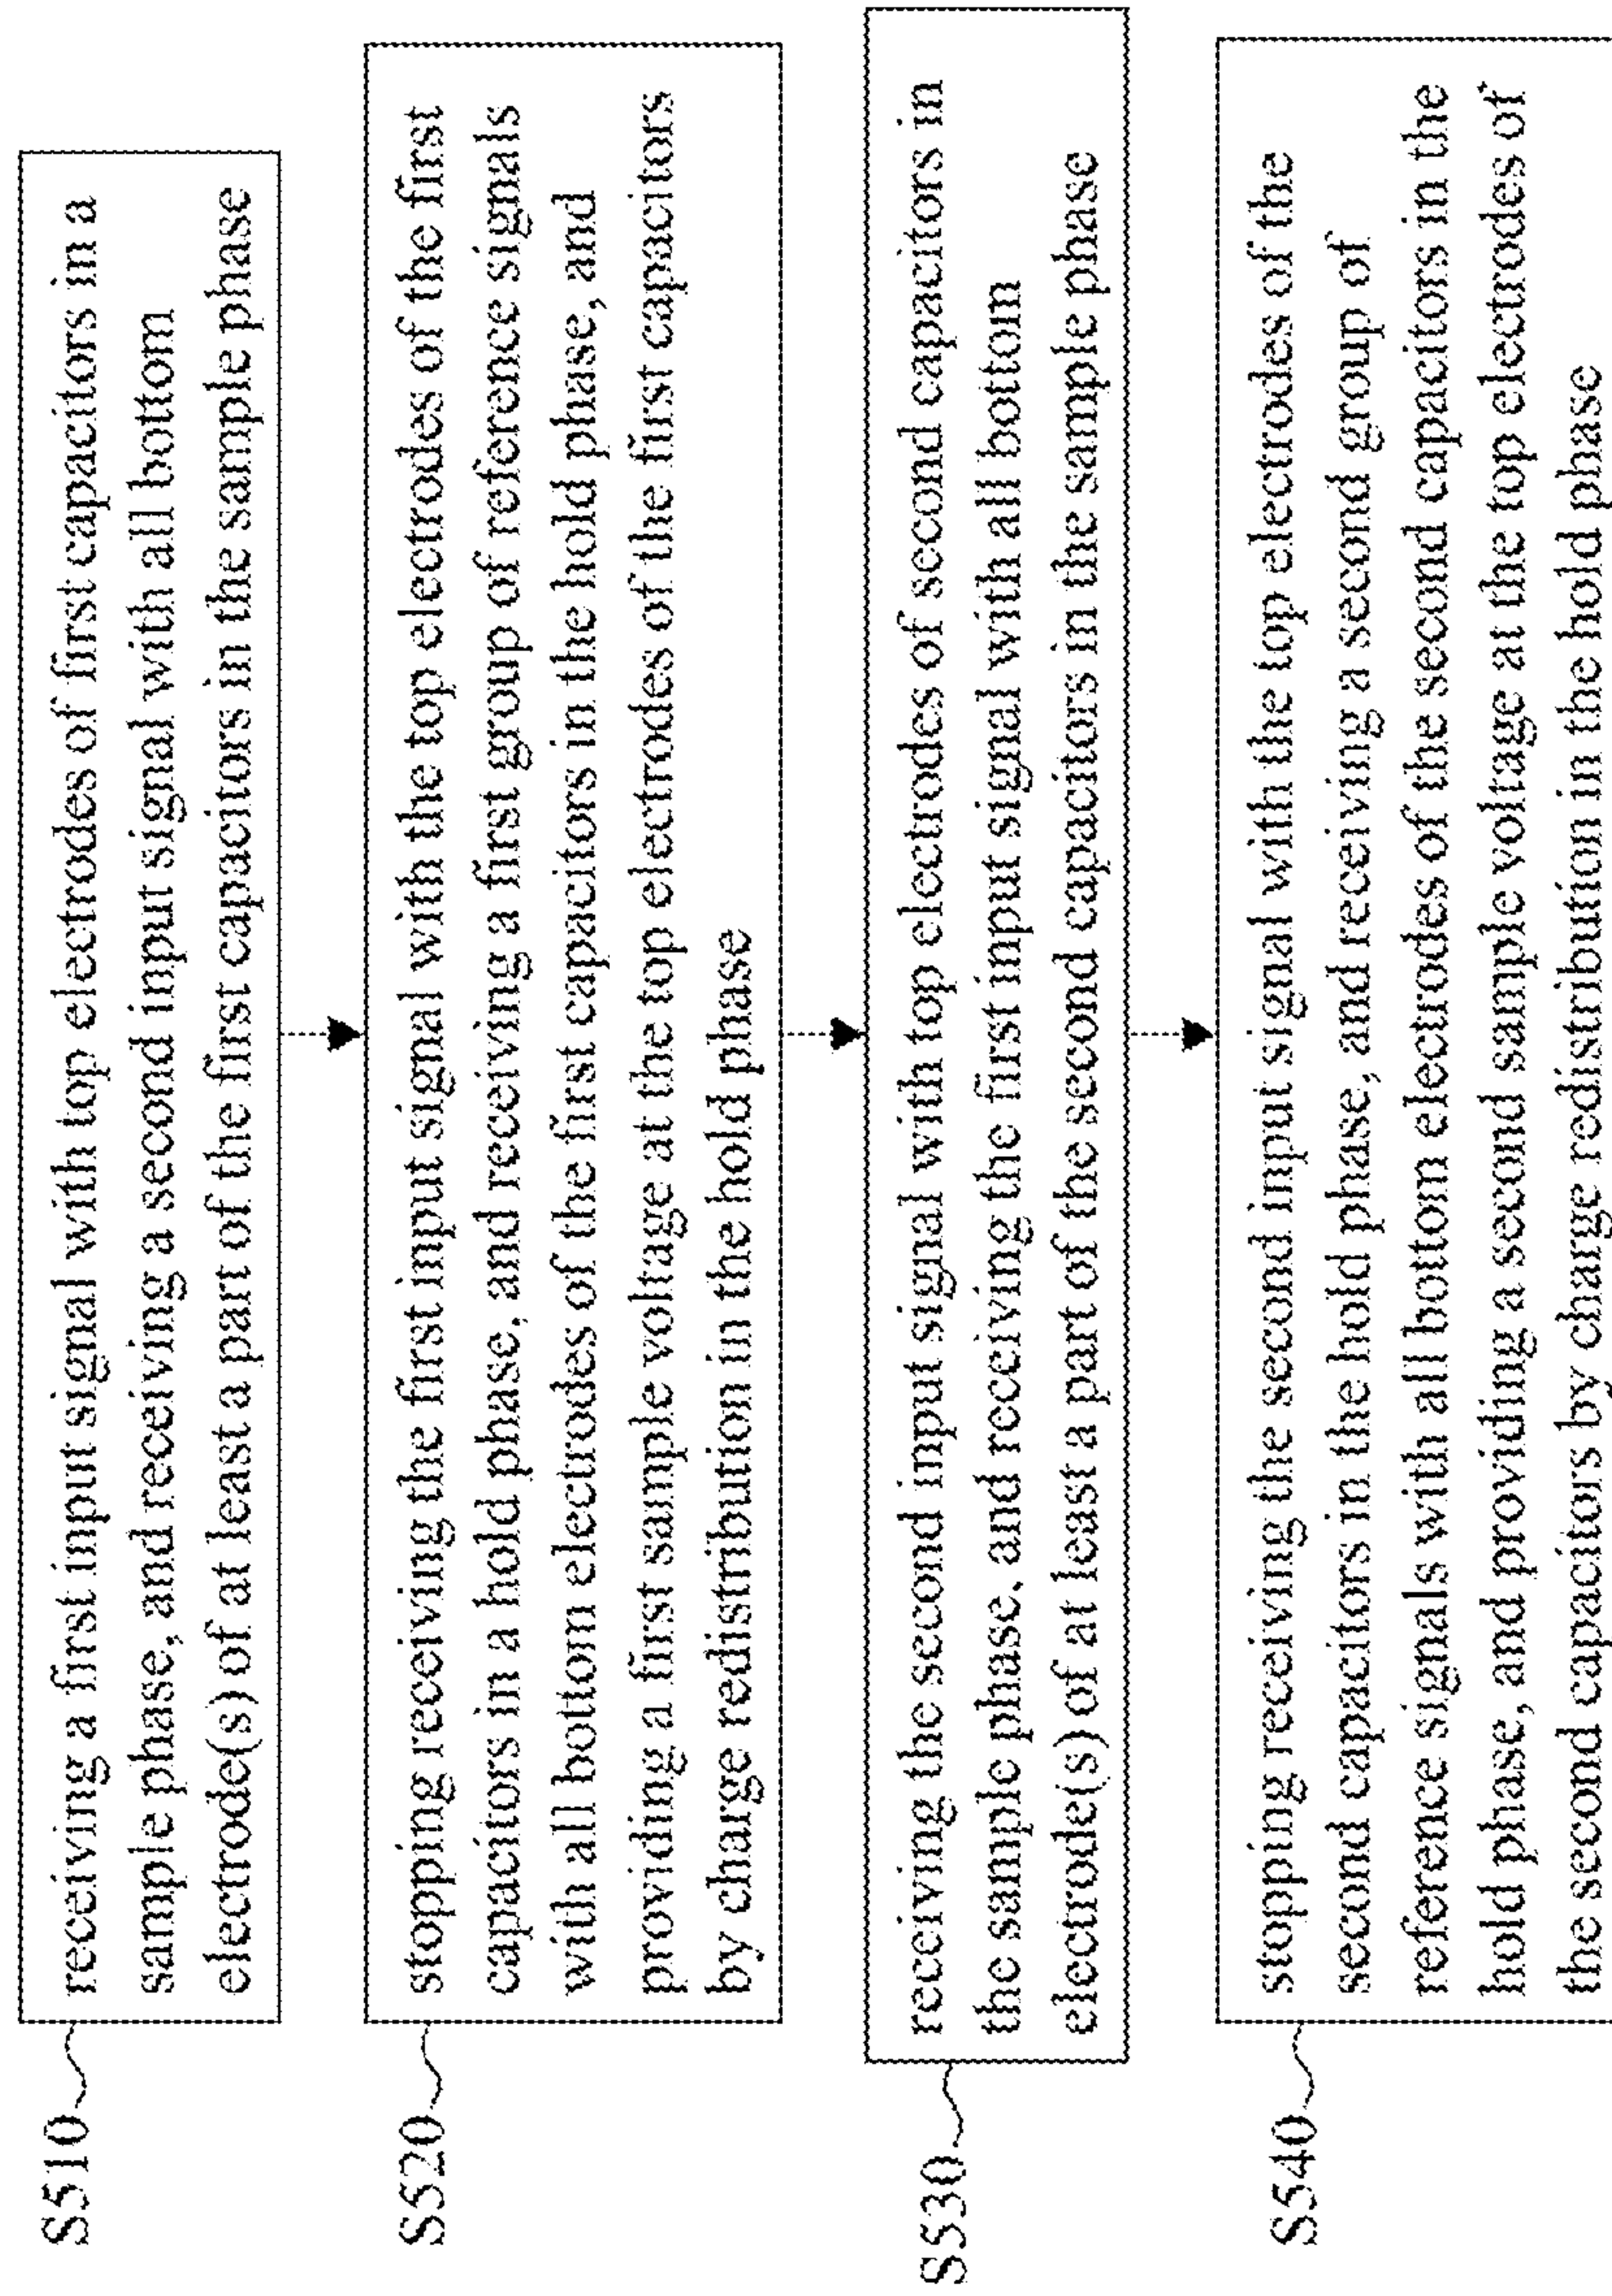 S510
receiving a first input signal with top electrodes of first capacitors in a
sample phase, and receiving a second input signal with all bottom
electrode(s) of at least a part of the first capacitors in the sample phase
S520
stopping receiving the first input signal with the top electrodes of the first
capacitors in a hold phase, and receiving a first group of reference signals
with all bottom electrodes of the first capacitors in the hold phase, and
providing a first sample voltage at the top electrodes of the first capacitors
by charge redistribution in the hold phase
S530
receiving the second input signal with top electrodes of second capacitors in
the sample phase, and receiving the first input signal with all bottom
electrode(s) of at least a part of the second capacitors in the sample phase
S540
stopping receiving the second input signal with the top electrodes of the
second capacitors in the hold phase, and receiving a second group of
reference signals with all bottom electrodes of the second capacitors in the
hold phase, and providing a second sample voltage at the top electrodes of
the second capacitors by charge redistribution in the hold phase